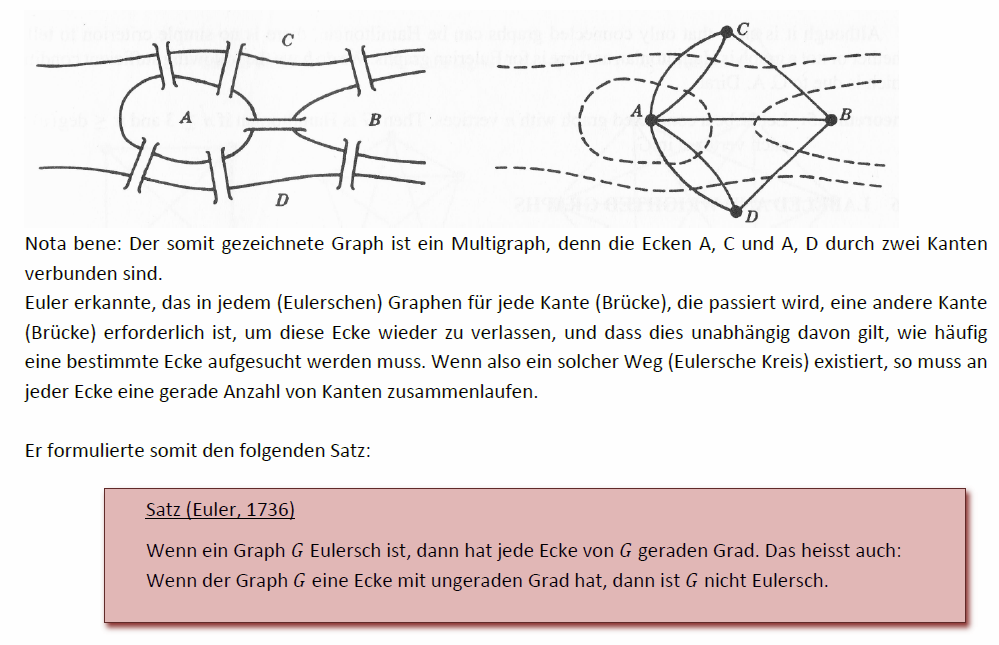 C
A
B
D
C
A
B
D
Nota bene: Der somit gezeichnete Graph ist ein Multigraph, denn die Ecken A, C und A, D durch zwei Kanten
verbunden sind.
Euler erkannte, das in jedem (Eulerschen) Graphen für jede Kante (Brücke), die passiert wird, eine andere Kante
(Brücke) erforderlich ist, um diese Ecke wieder zu verlassen, und dass dies unabhängig davon gilt, wie häufig
eine bestimmte Ecke aufgesucht werden muss. Wenn also ein solcher Weg (Eulersche Kreis) existiert, so muss an
jeder Ecke eine gerade Anzahl von Kanten zusammenlaufen.
Er formulierte somit den folgenden Satz:
Satz (Euler, 1736)
Wenn ein Graph G Eulersch ist, dann hat jede Ecke von G geraden Grad. Das heisst auch:
Wenn der Graph G eine Ecke mit ungeraden Grad hat, dann ist G nicht Eulersch.